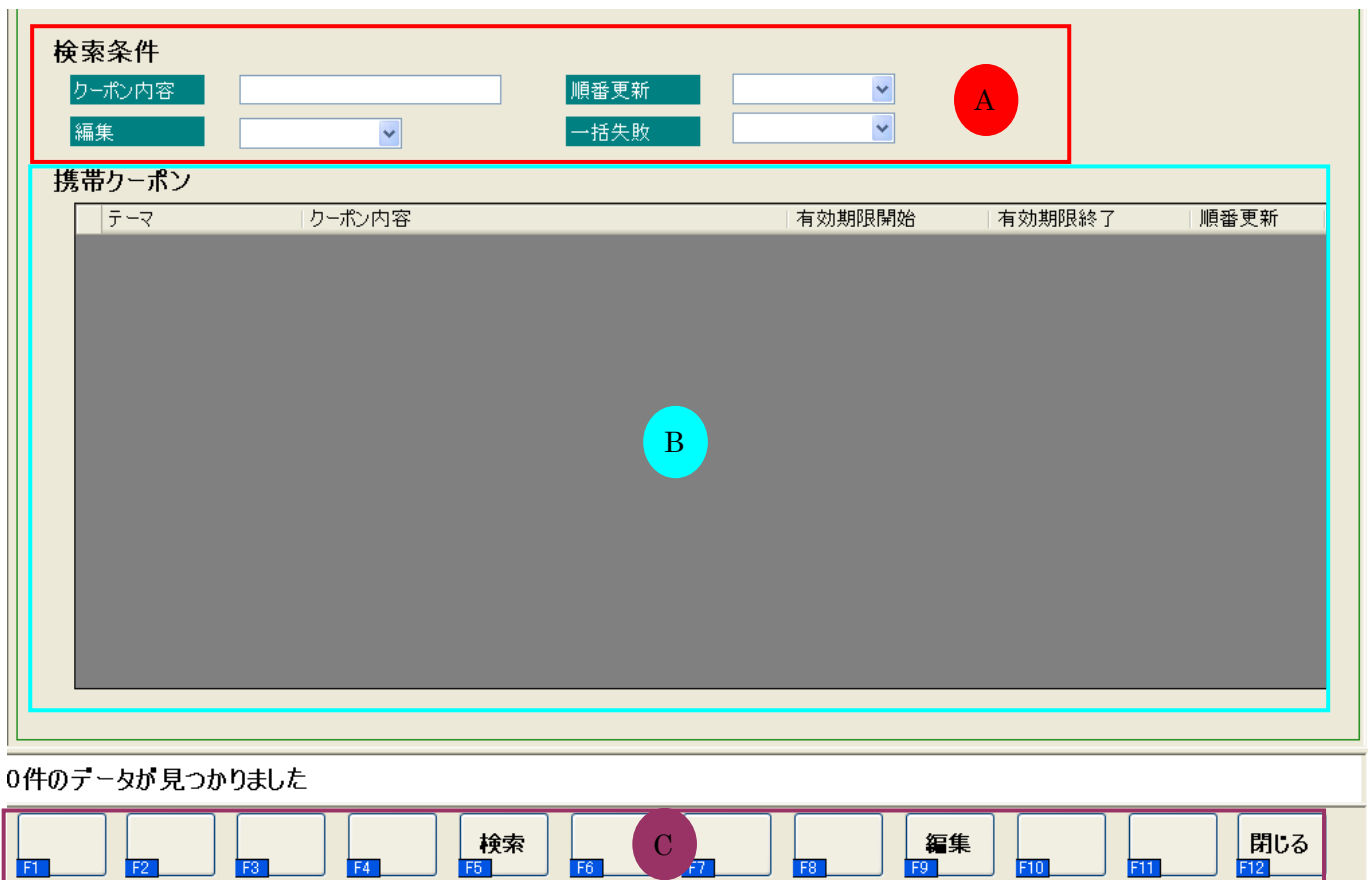 検索条件
クーポン内容 順番更新 A
編集 一括失敗
携帯クーポン
テーマ クーポン内容 有効期限開始 有効期限終了 順番更新
B
0件のデータが見つかりました
検索 C 編集 閉じる
F1 F2 F3 F4 F5 F6 F7 F8 F9 F10 F11 F12